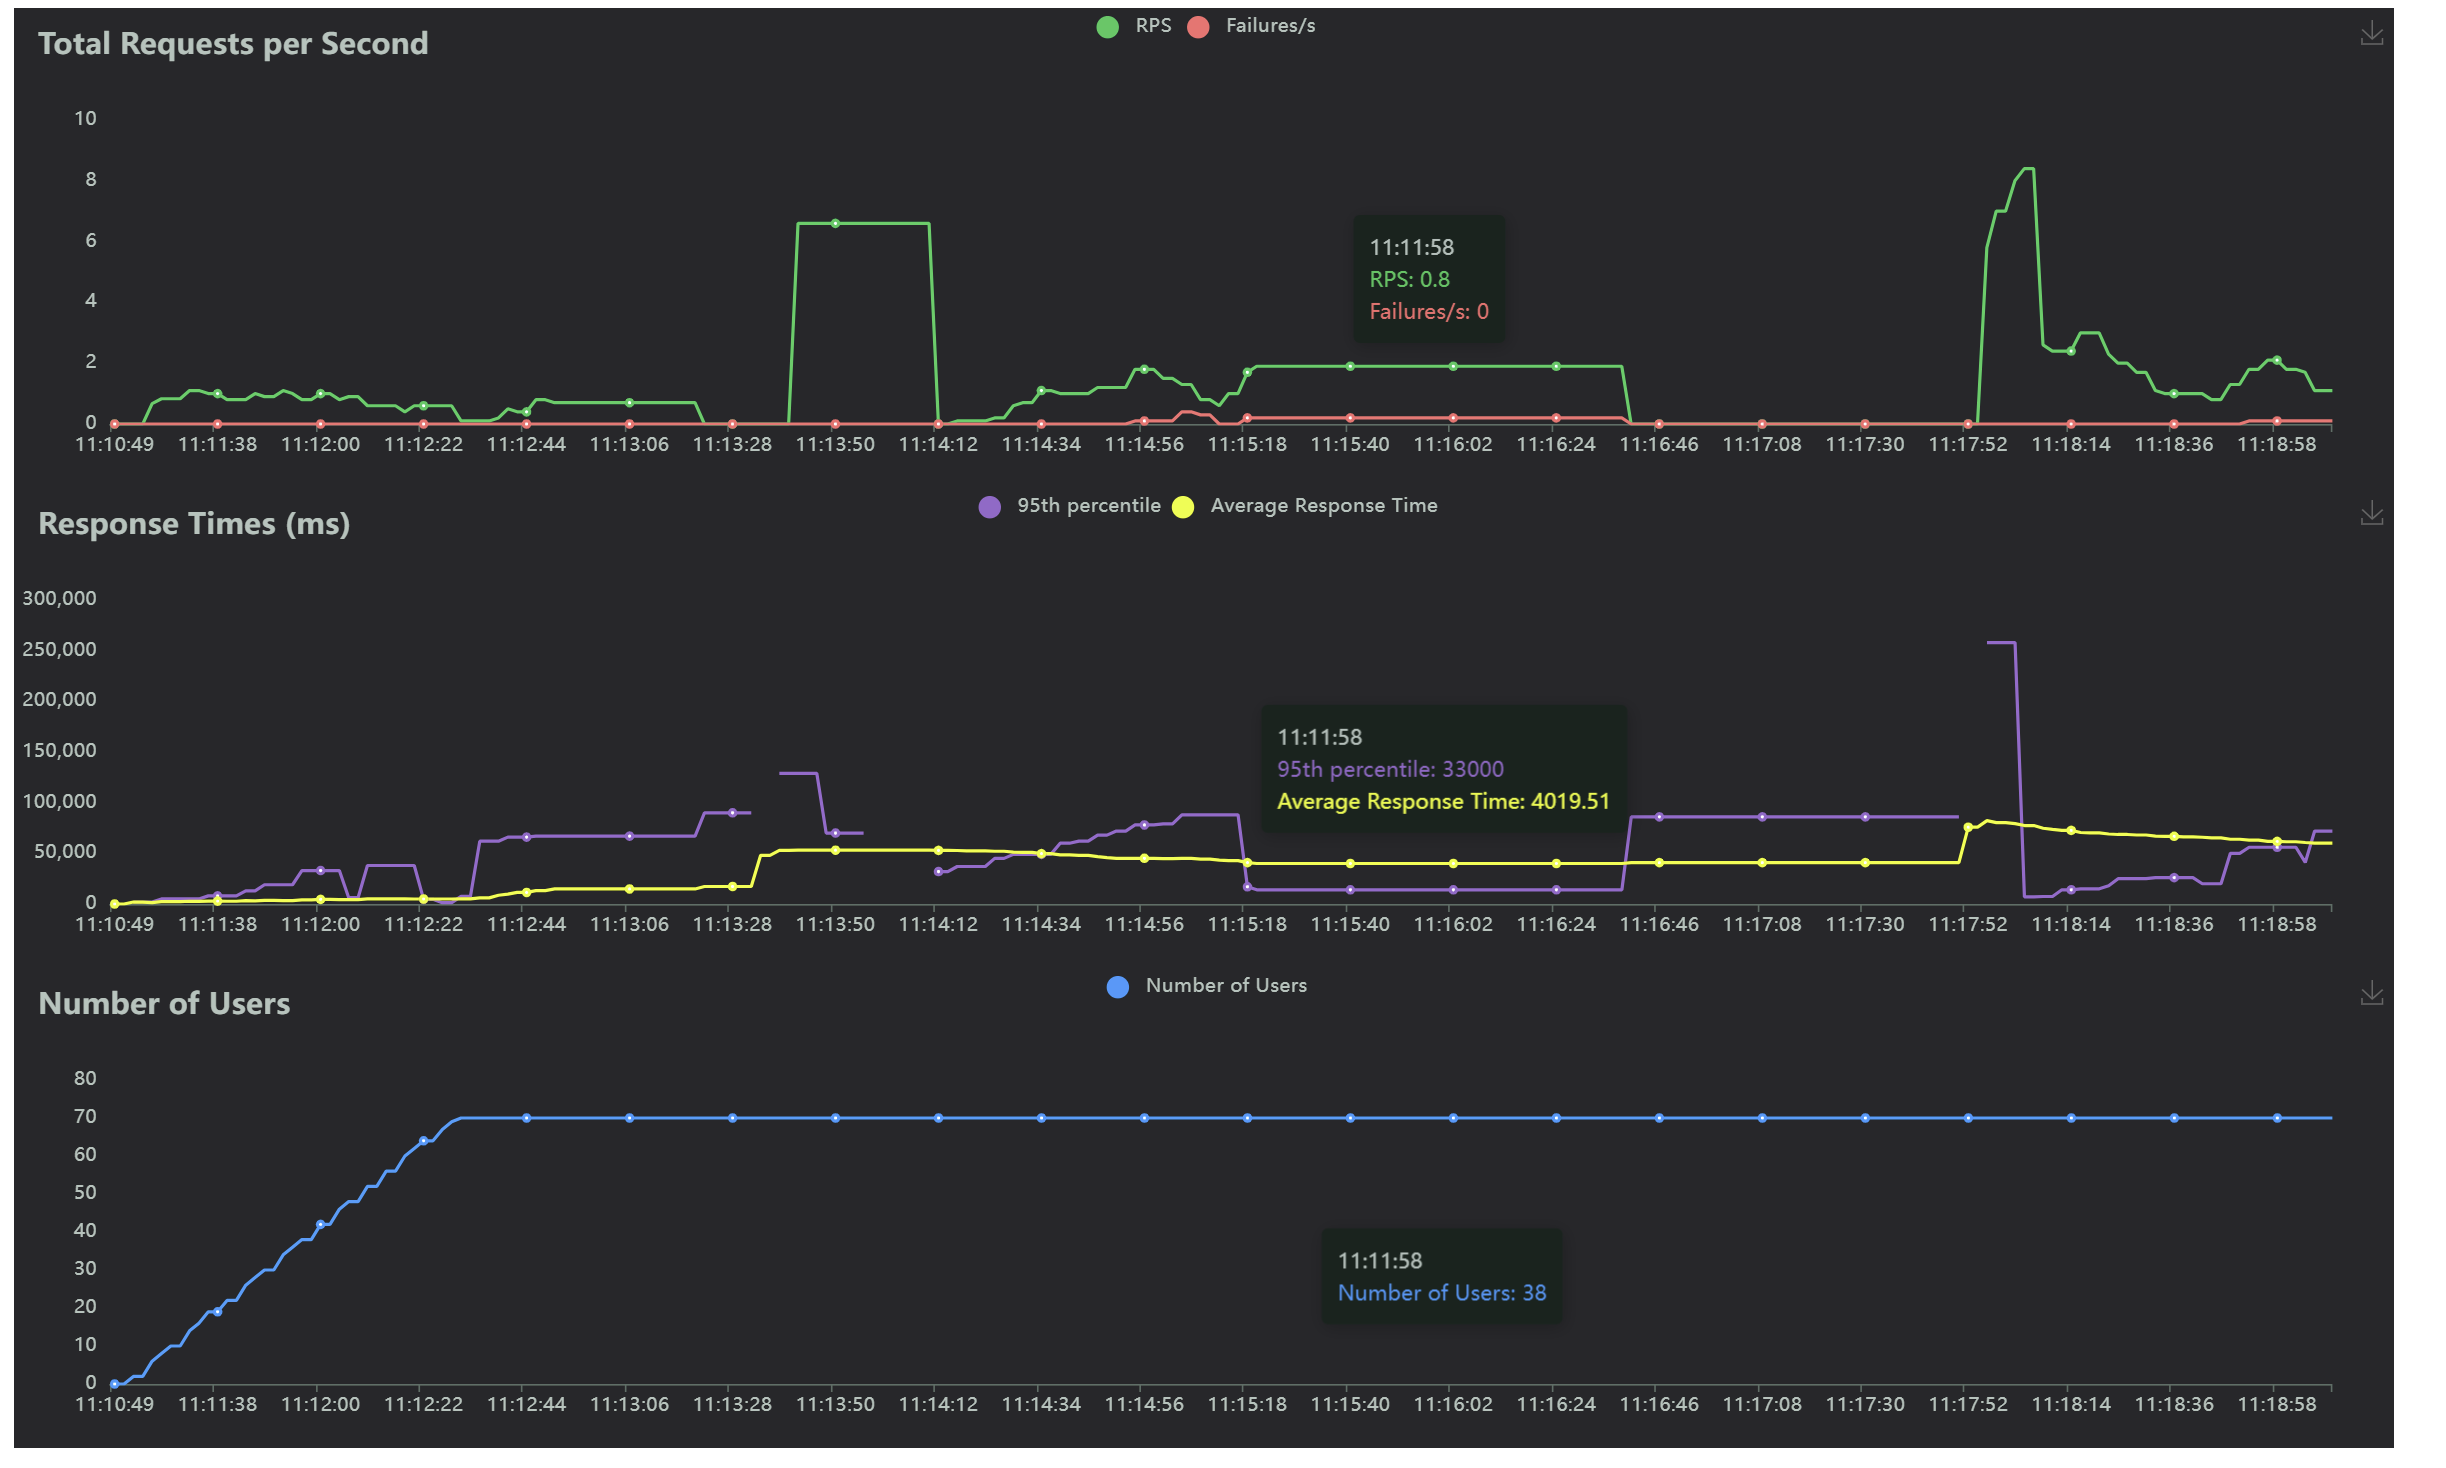 RPS Failures/s
Total Requests per Second
10
8
6
4
2
0
11:11:58
RPS: 0.8
Failures/s: 0
11:10:49 11:11:38 11:12:00 11:12:22 11:12:44 11:13:06 11:13:28 11:13:50 11:14:12 11:14:34 11:14:56 11:15:18 11:15:40 11:16:02 11:16:24 11:16:46 11:17:08 11:17:30 11:17:52 11:18:14 11:18:36 11:18:58
95th percentile Average Response Time
Response Times (ms)
300,000
250,000
200,000
150,000
100,000
50,000
0
11:11:58
95th percentile: 33000
Average Response Time: 4019.51
11:10:49 11:11:38 11:12:00 11:12:22 11:12:44 11:13:06 11:13:28 11:13:50 11:14:12 11:14:34 11:14:56 11:15:18 11:15:40 11:16:02 11:16:24 11:16:46 11:17:08 11:17:30 11:17:52 11:18:14 11:18:36 11:18:58
Number of Users
Number of Users
80
70
60
50
40
30
20
10
0
11:11:58
Number of Users: 38
11:10:49 11:11:38 11:12:00 11:12:22 11:12:44 11:13:06 11:13:28 11:13:50 11:14:12 11:14:34 11:14:56 11:15:18 11:15:40 11:16:02 11:16:24 11:16:46 11:17:08 11:17:30 11:17:52 11:18:14 11:18:36 11:18:58